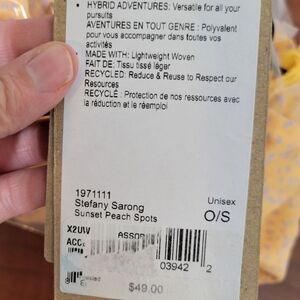 • HYBRID ADVENTURES: Versatile for all your
pursuits
AVENTURES EN TOUT GENRE : Polyvalent
pour vous accompagner dans toutes vos
activités
• MADE WITH: Lightweight Woven
FAIT DE: Tissu tissé léger
RECYCLED: Reduce & Reuse to Respect our
Resources
RECYCLÉ : Protection de nos ressources avec
la réduction et le réemploi
1971111
Stefany Sarong
Sunset Peach Spots
Unisex
O/S
03942 2
$49.00